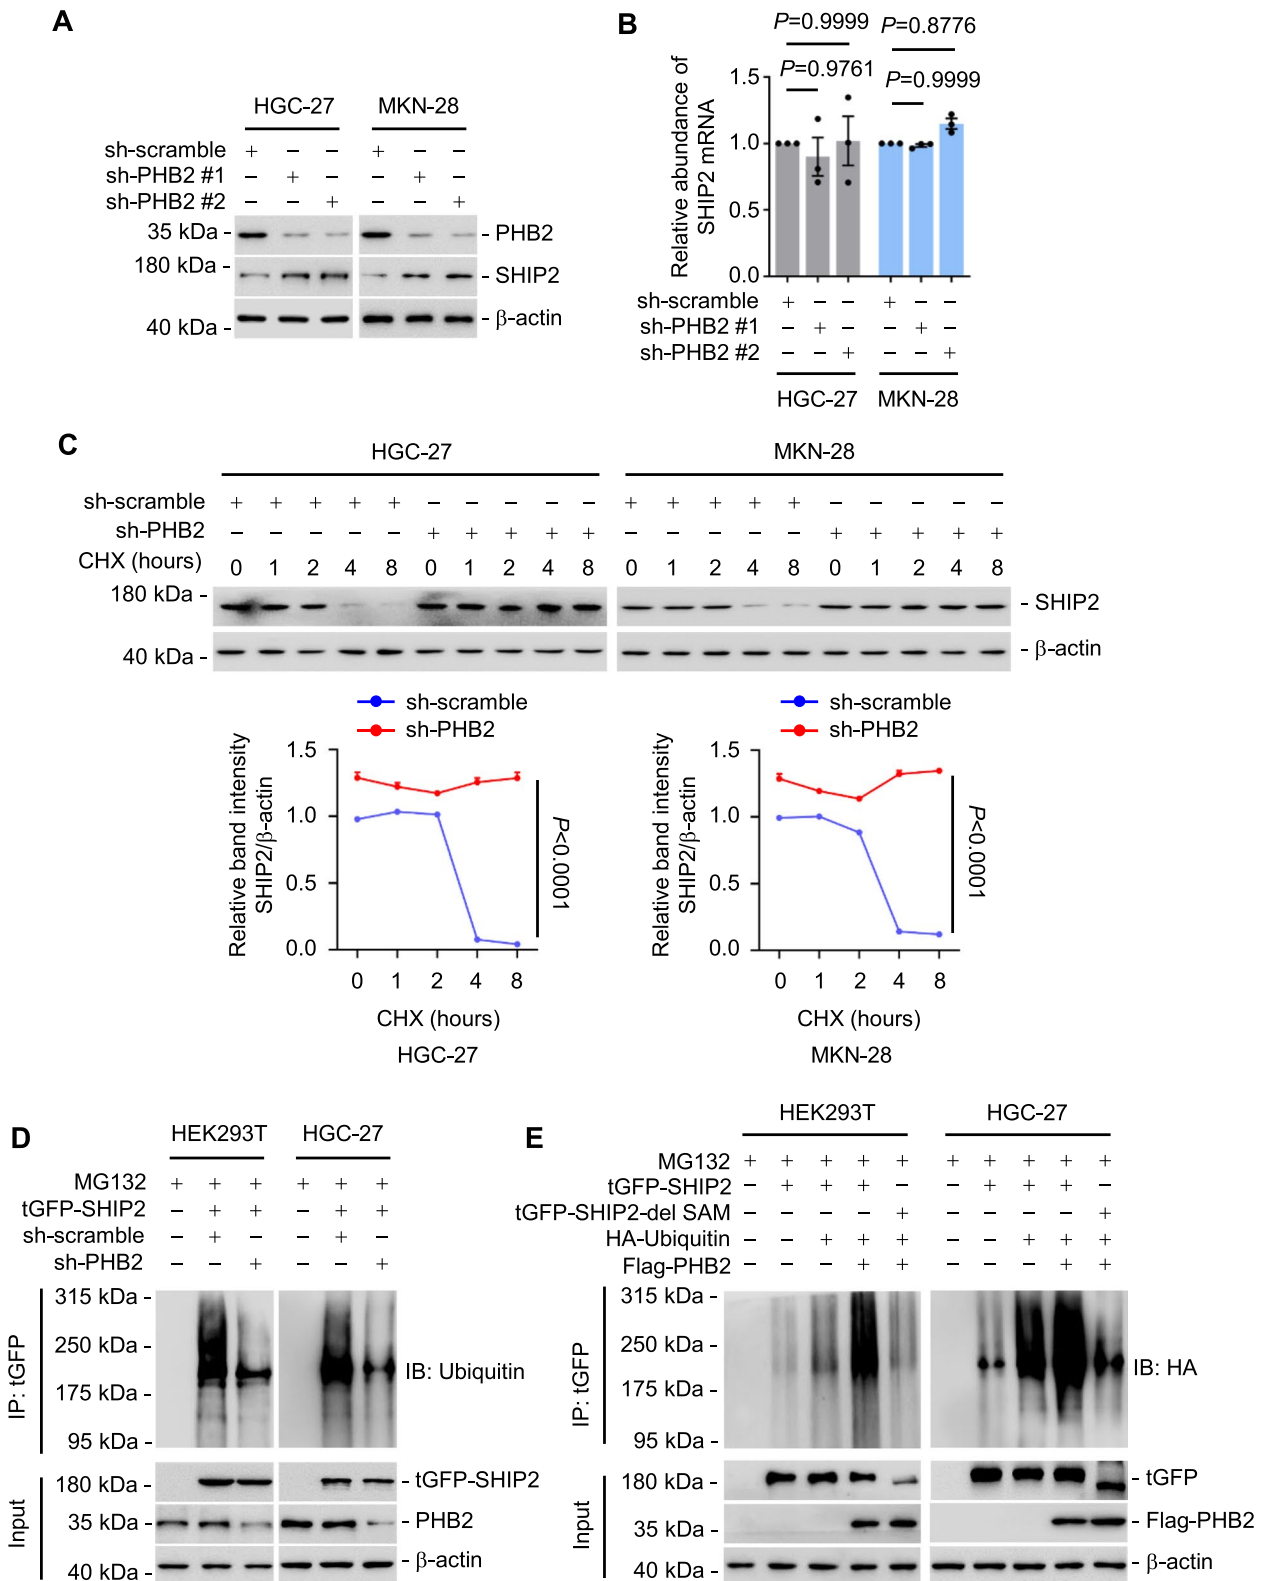 A
HGC-27 MKN-28
sh-scramble + – – + – –
sh-PHB2 #1 – + – – + –
sh-PHB2 #2 – – + – – +
35 kDa - - PHB2
180 kDa - - SHIP2
40 kDa - - β-actin
B
P=0.9999 P=0.8776
P=0.9761 P=0.9999
Relative abundance of
SHIP2 mRNA
1.5
1.0
0.5
0.0
sh-scramble + – – + – –
sh-PHB2 #1 – + – – + –
sh-PHB2 #2 – – + – – +
HGC-27 MKN-28
C
HGC-27 MKN-28
sh-scramble + + + + + – – – – – + + + + + – – – – –
sh-PHB2 – – – – – + + + + + – – – – – + + + + +
CHX (hours) 0 1 2 4 8 0 1 2 4 8 0 1 2 4 8 0 1 2 4 8
180 kDa - - SHIP2
40 kDa - - β-actin
sh-scramble
sh-PHB2
Relative band intensity
SHIP2/β-actin
1.5
1.0
0.5
0.0
P<0.0001
0 1 2 4 8
CHX (hours)
HGC-27
sh-scramble
sh-PHB2
Relative band intensity
SHIP2/β-actin
1.5
1.0
0.5
0.0
P<0.0001
0 1 2 4 8
CHX (hours)
MKN-28
D
HEK293T HGC-27
MG132 + + + + + +
tGFP-SHIP2 – + + – + +
sh-scramble – + – – + –
sh-PHB2 – – + – – +
IP: tGFP
315 kDa -
250 kDa -
175 kDa -
95 kDa -
IB: Ubiquitin
Input
180 kDa - - tGFP-SHIP2
35 kDa - - PHB2
40 kDa - - β-actin
E
HEK293T HGC-27
MG132 + + + + + + + + + +
tGFP-SHIP2 – + + + – – + + + –
tGFP-SHIP2-del SAM – – – – + – – – – +
HA-Ubiquitin – – + + + – – + + +
Flag-PHB2 – – – + + – – – + +
IP: tGFP
315 kDa -
250 kDa -
175 kDa -
95 kDa -
IB: HA
Input
180 kDa - - tGFP
35 kDa - - Flag-PHB2
40 kDa - - β-actin